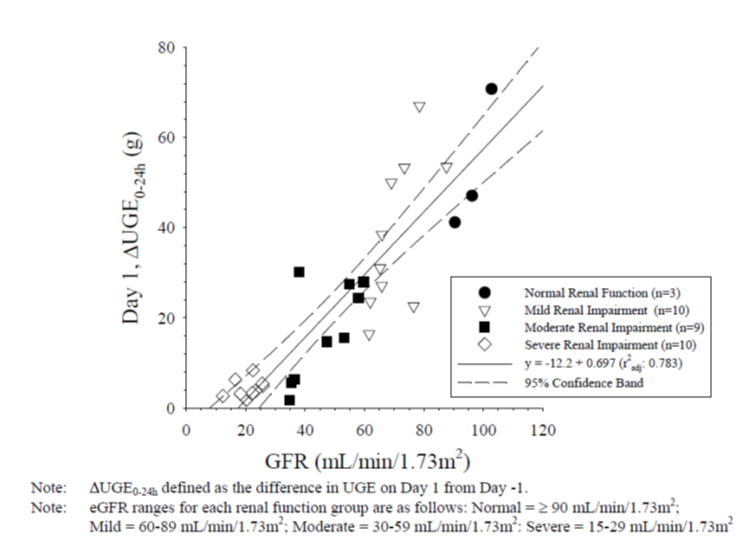 80
60
40
20
0
Day 1, ΔUGE0-24h (g)
Normal Renal Function (n=3)
Mild Renal Impairment (n=10)
Moderate Renal Impairment (n=9)
Severe Renal Impairment (n=10)
y = -12.2 + 0.697 (r²adj: 0.783)
95% Confidence Band
0 20 40 60 80 100 120
GFR (mL/min/1.73m²)
Note: ΔUGE0-24h defined as the difference in UGE on Day 1 from Day -1.
Note: eGFR ranges for each renal function group are as follows: Normal = ≥ 90 mL/min/1.73m²;
Mild = 60-89 mL/min/1.73m²; Moderate = 30-59 mL/min/1.73m²: Severe = 15-29 mL/min/1.73m²